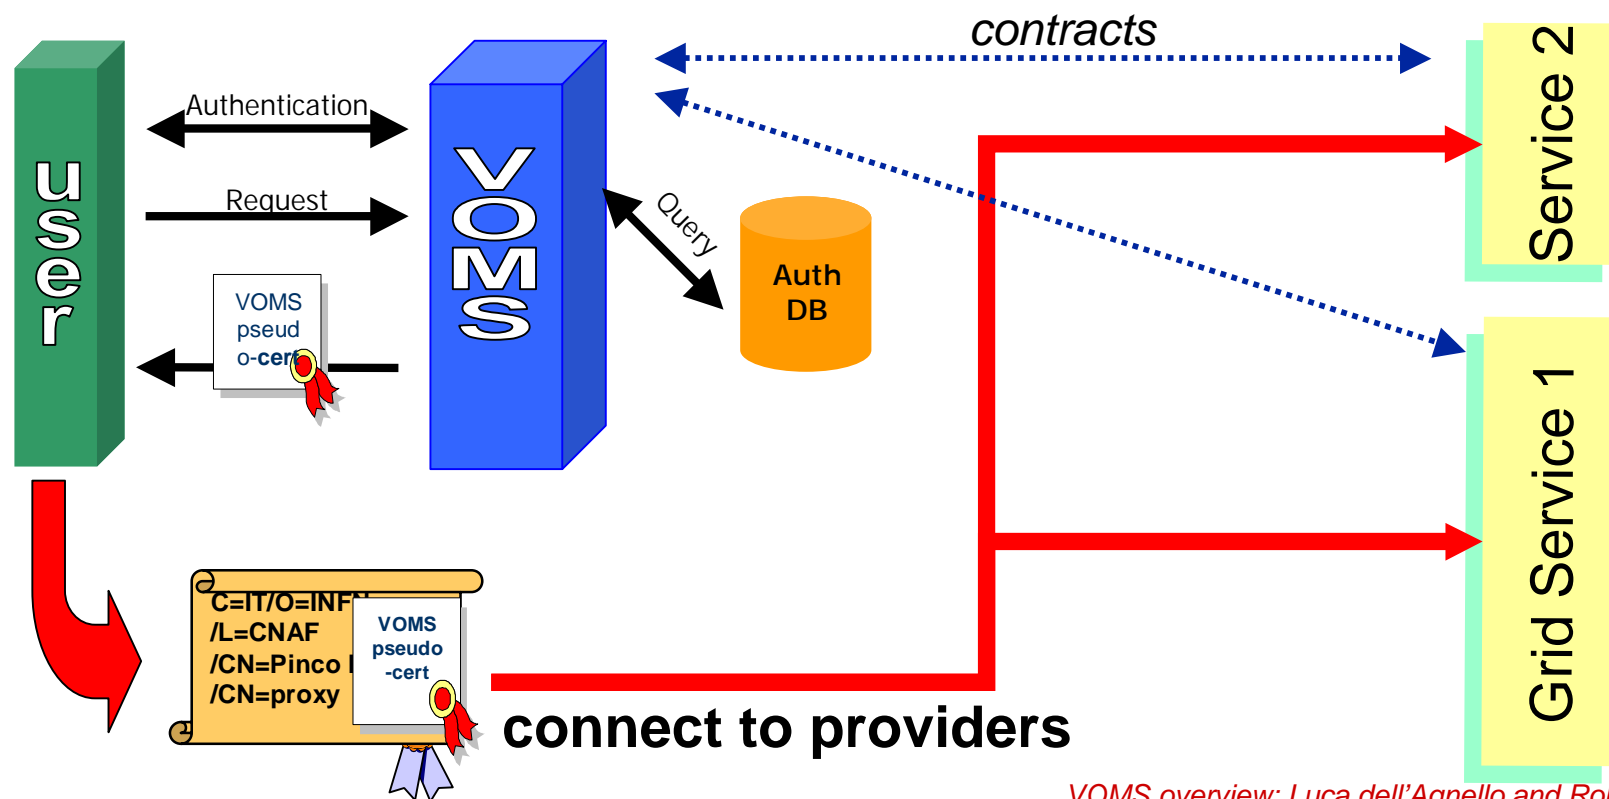 contracts
Service 2
Authentication
user
VOMS
Request
Query
Auth
DB
VOMS
pseud
o-cert
Grid Service 1
C=IT/O=INFN
/L=CNAF
/CN=Pinco
/CN=proxy
VOMS
pseudo
-cert
connect to providers
VOMS overview: Luca dell'Agnello and